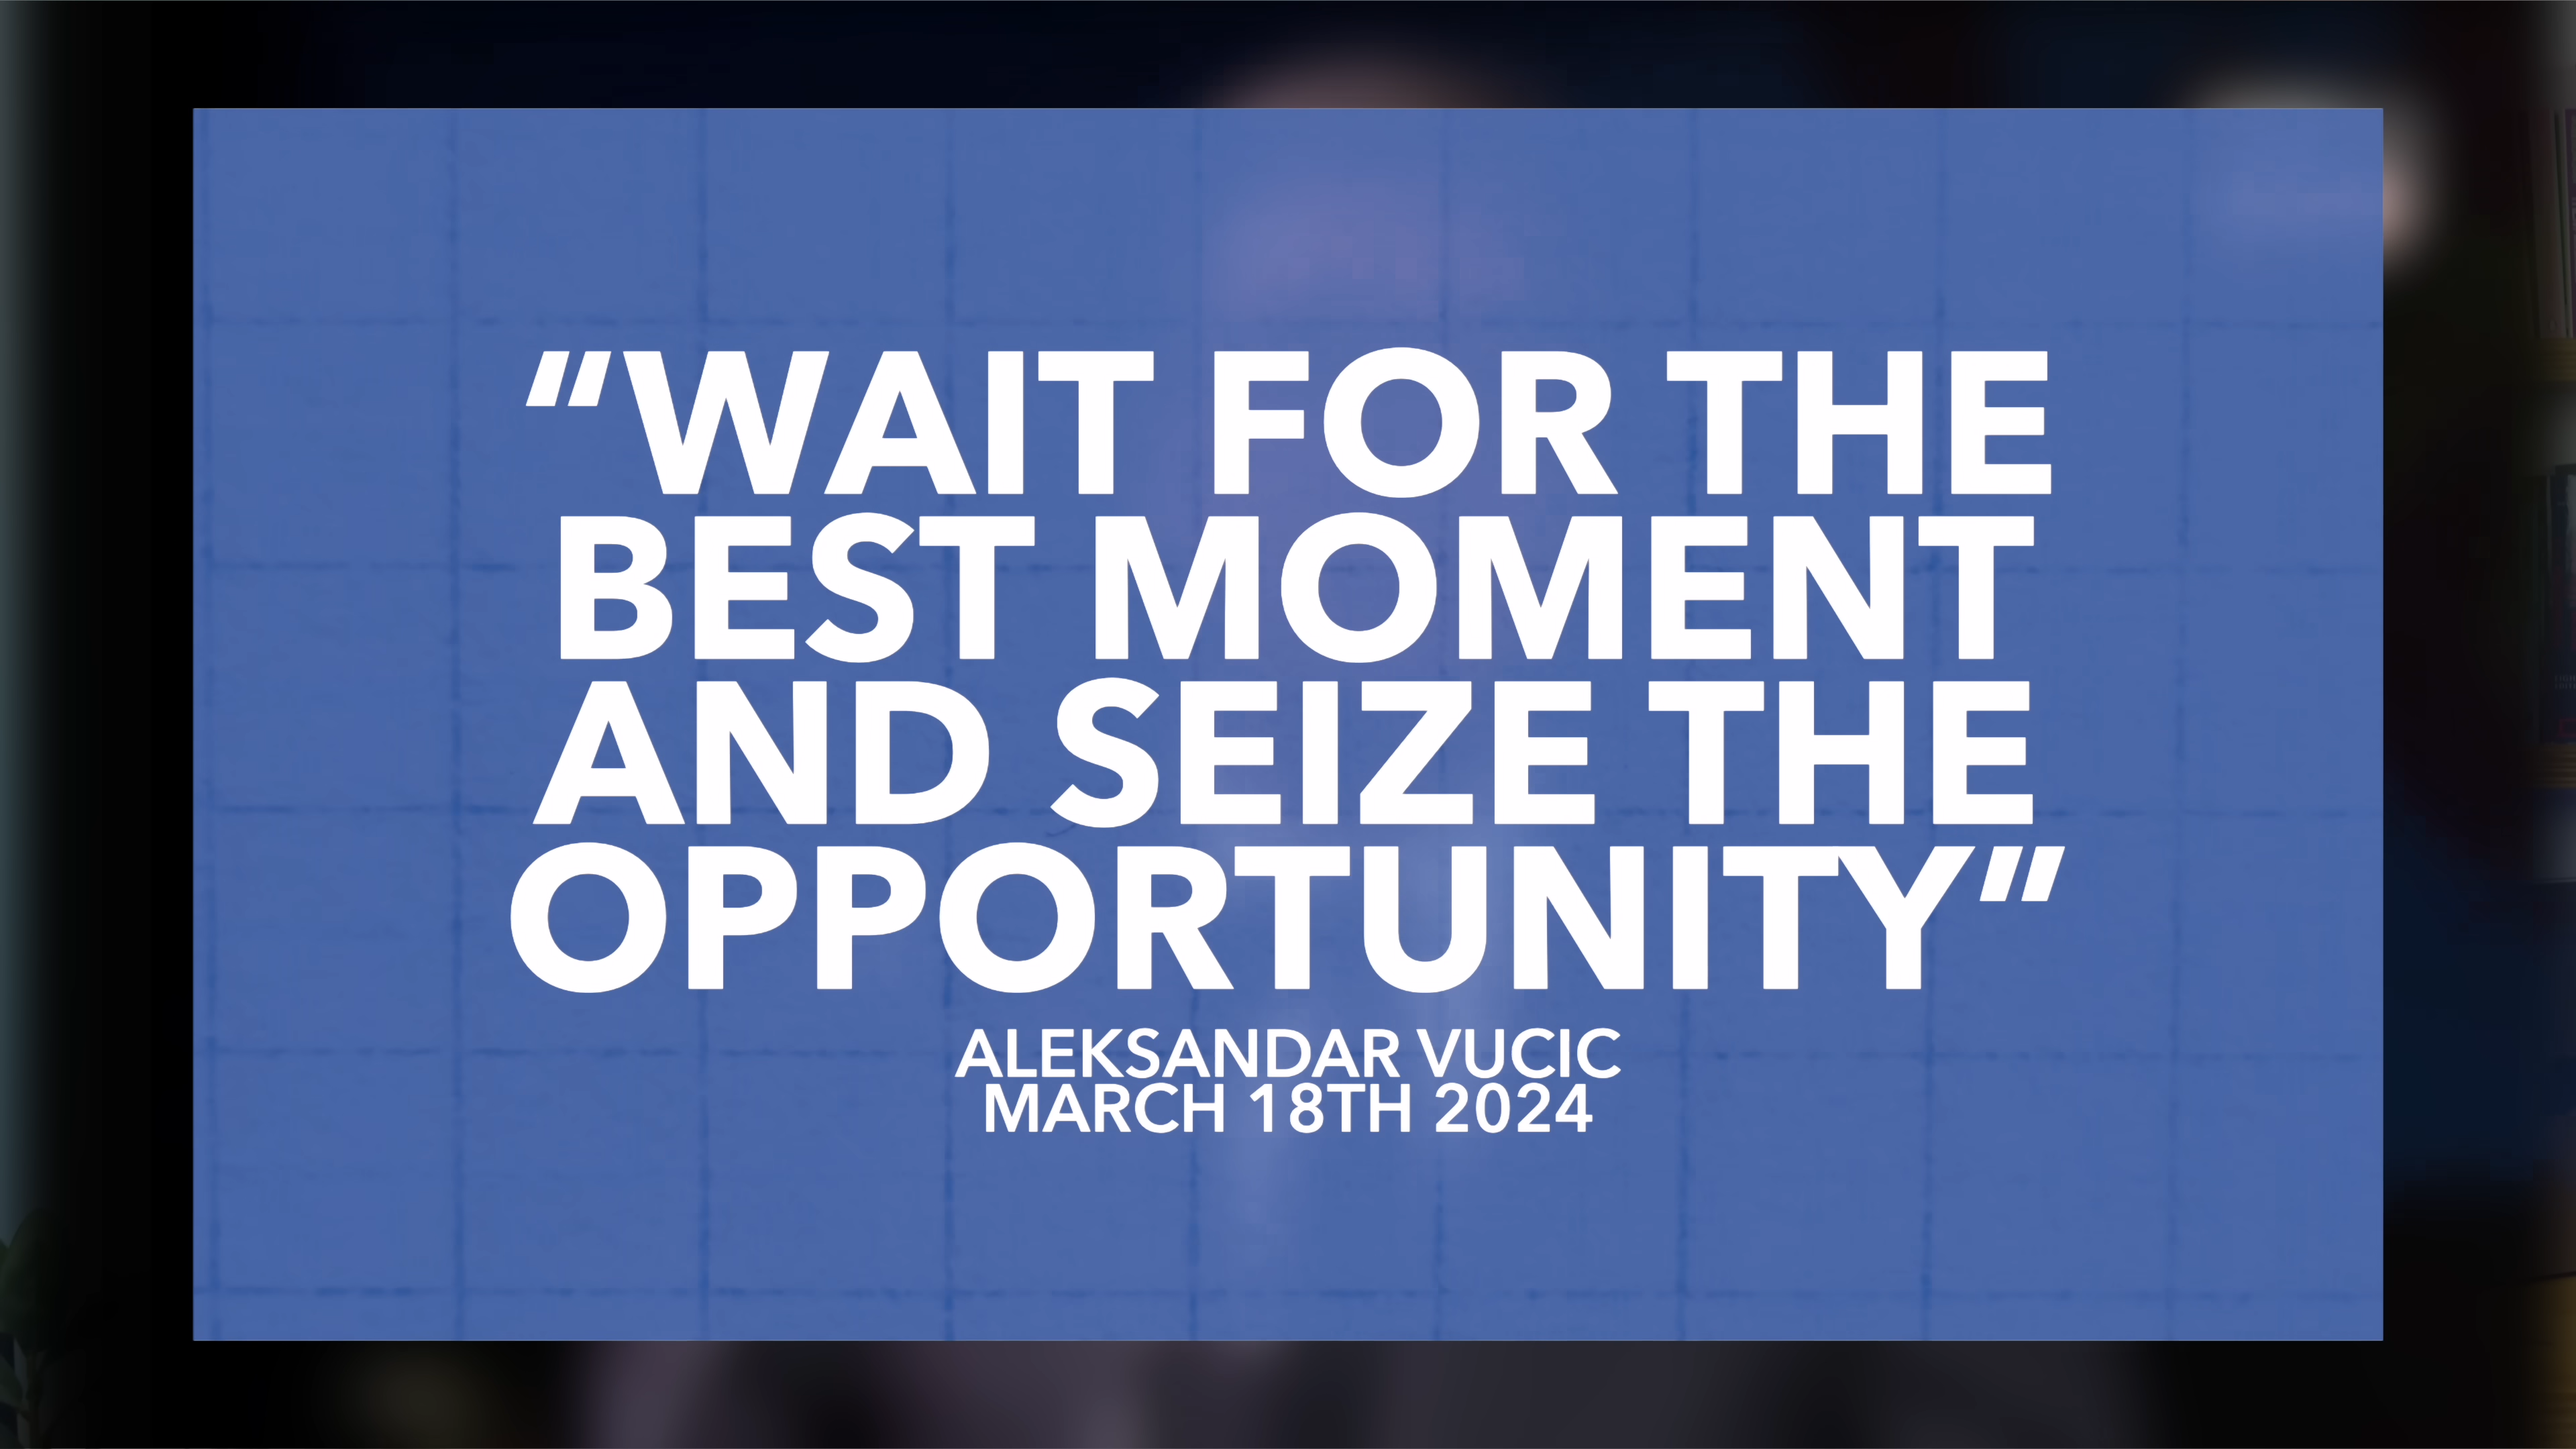 “WAIT FOR THE
BEST MOMENT
AND SEIZE THE
OPPORTUNITY”
ALEKSANDAR VUCIC
MARCH 18TH 2024